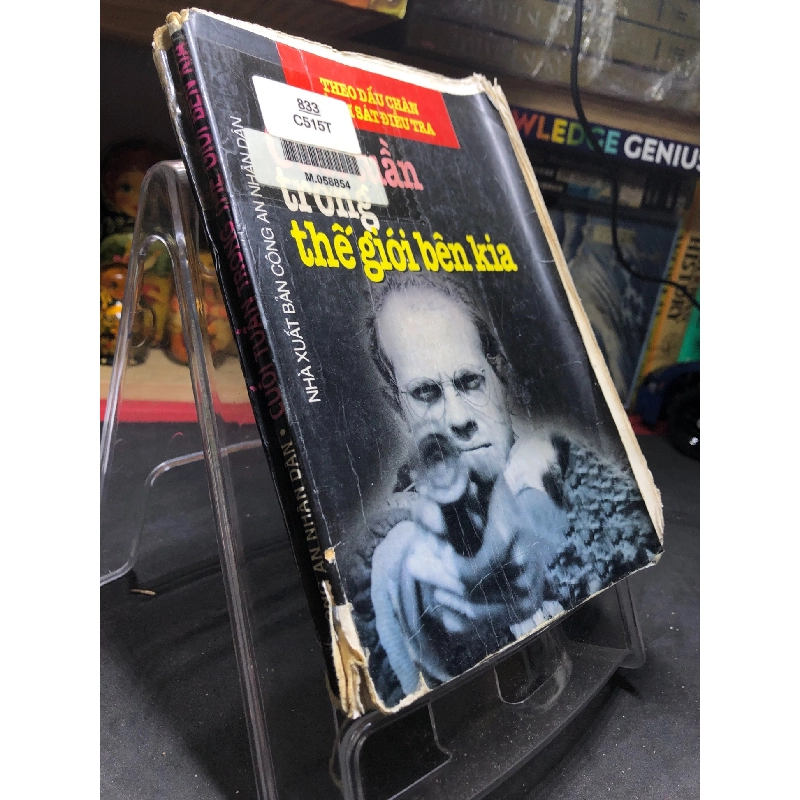 THEO DẤU CHÂN
SÁT ĐIỀU TRA
833
C515T
M.058854
trong
thế giới bên kia
NHÀ XUẤT BẢN CÔNG AN NHÂN DÂN
AN NHÂN DÂN • CUỐI TUẦN TRONG THẾ GIỚI BÊN KIA
WLEDGE GENIUS
HISTORY